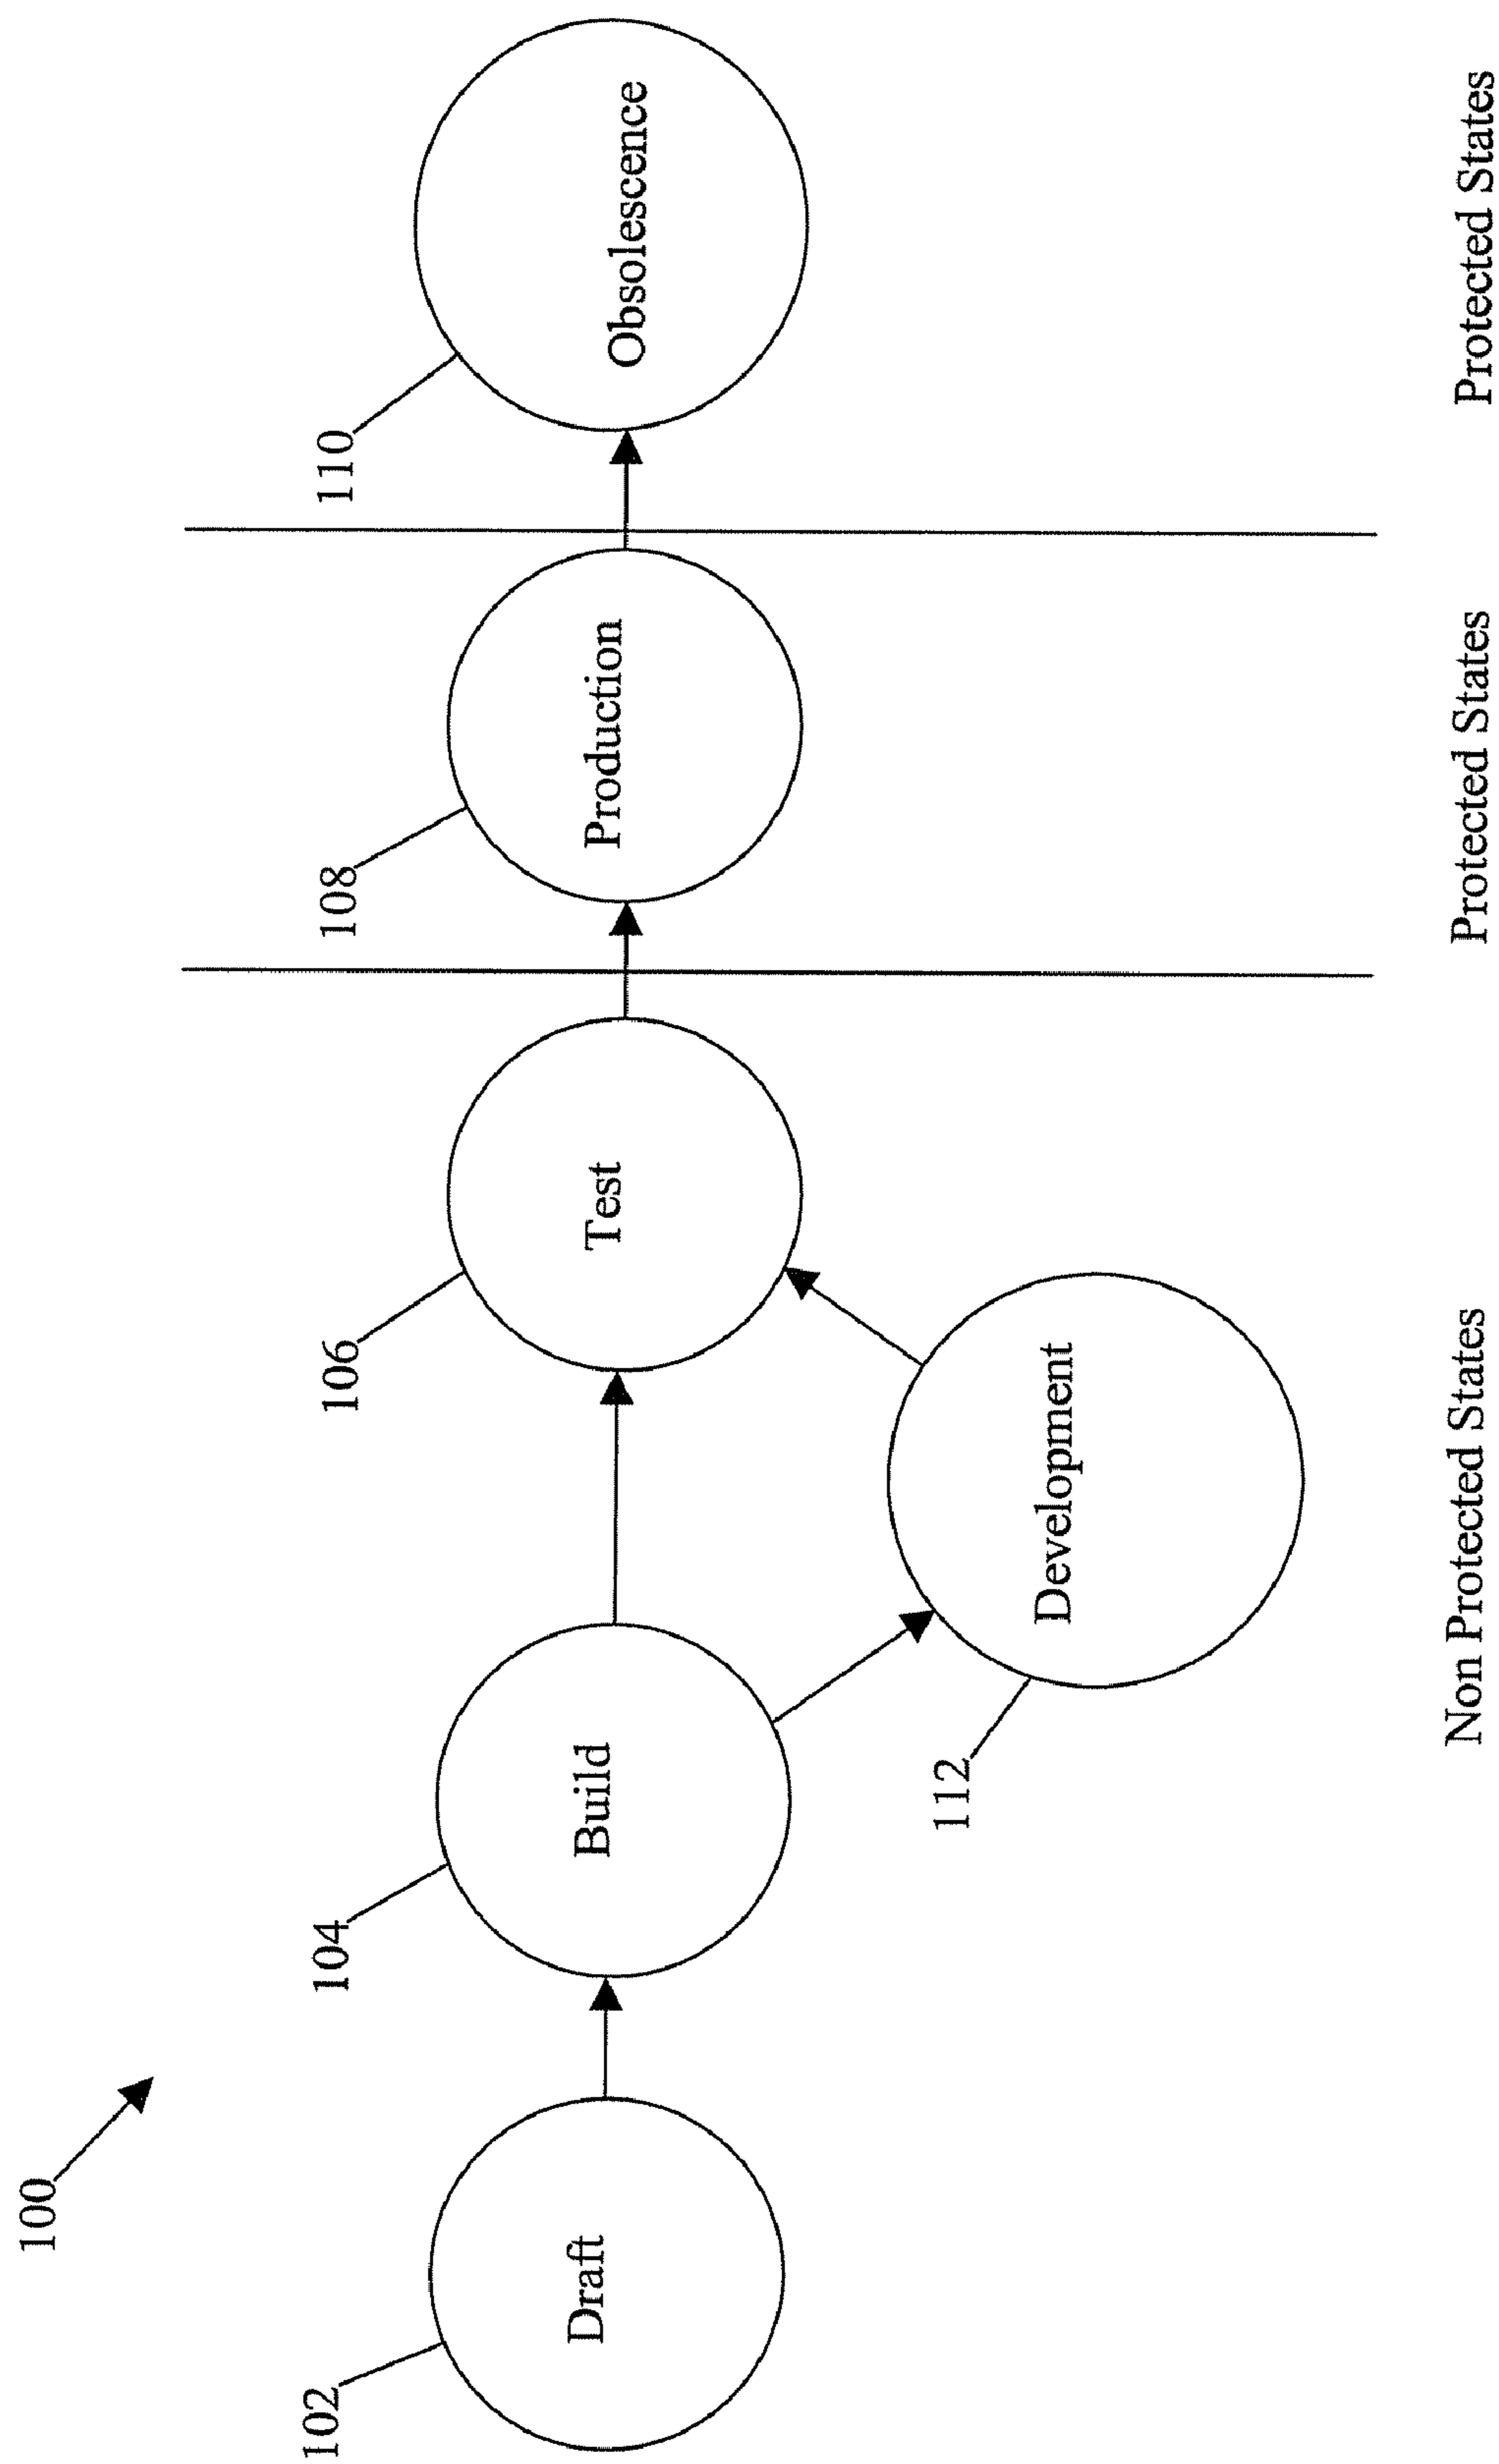 100
102
Draft
104
Build
106
Test
108
Production
110
Obsolescence
112
Development
Non Protected States
Protected States
Protected States